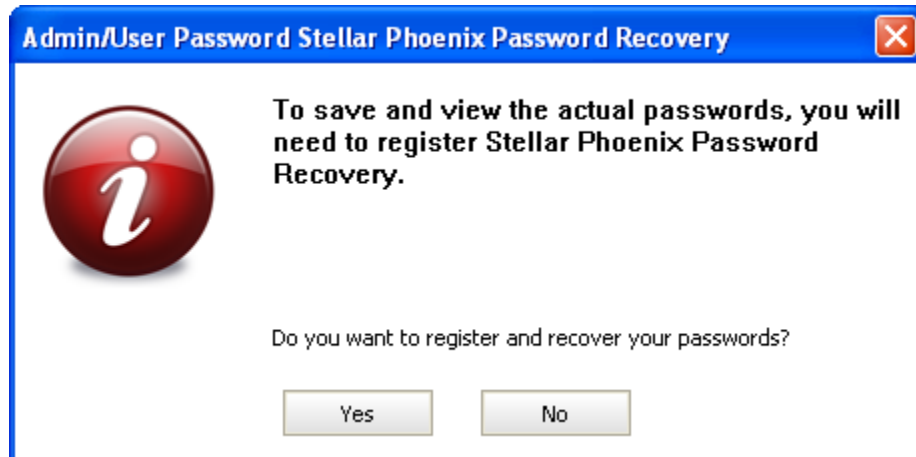 Admin/User Password Stellar Phoenix Password Recovery
To save and view the actual passwords, you will
need to register Stellar Phoenix Password
Recovery.
Do you want to register and recover your passwords?
Yes No